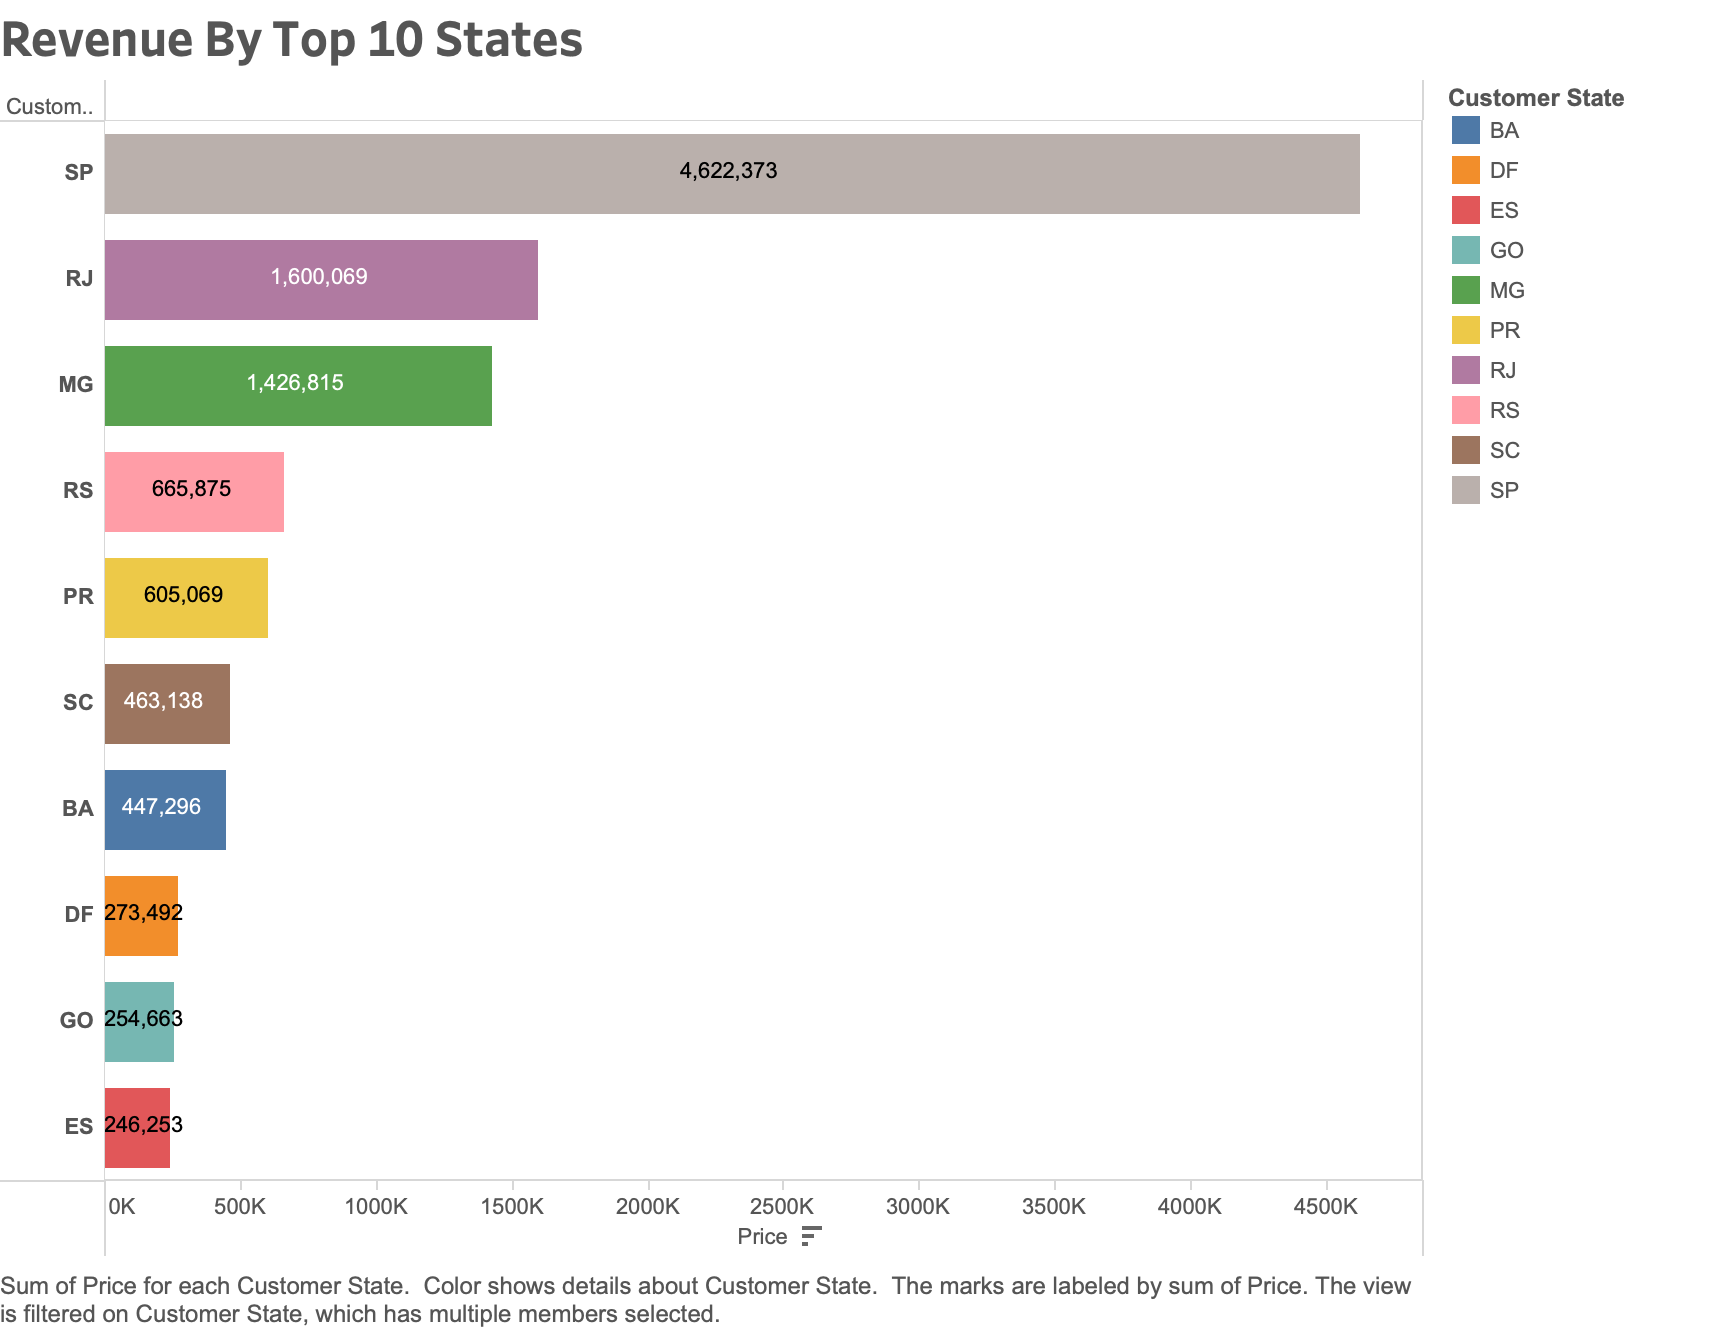 Revenue By Top 10 States
Custom..
Customer State
BA
DF
ES
GO
MG
PR
RJ
RS
SC
SP
SP 4,622,373
RJ 1,600,069
MG 1,426,815
RS 665,875
PR 605,069
SC 463,138
BA 447,296
DF 273,492
GO 254,663
ES 246,253
0K 500K 1000K 1500K 2000K 2500K 3000K 3500K 4000K 4500K
Price
Sum of Price for each Customer State.  Color shows details about Customer State.  The marks are labeled by sum of Price. The view
is filtered on Customer State, which has multiple members selected.